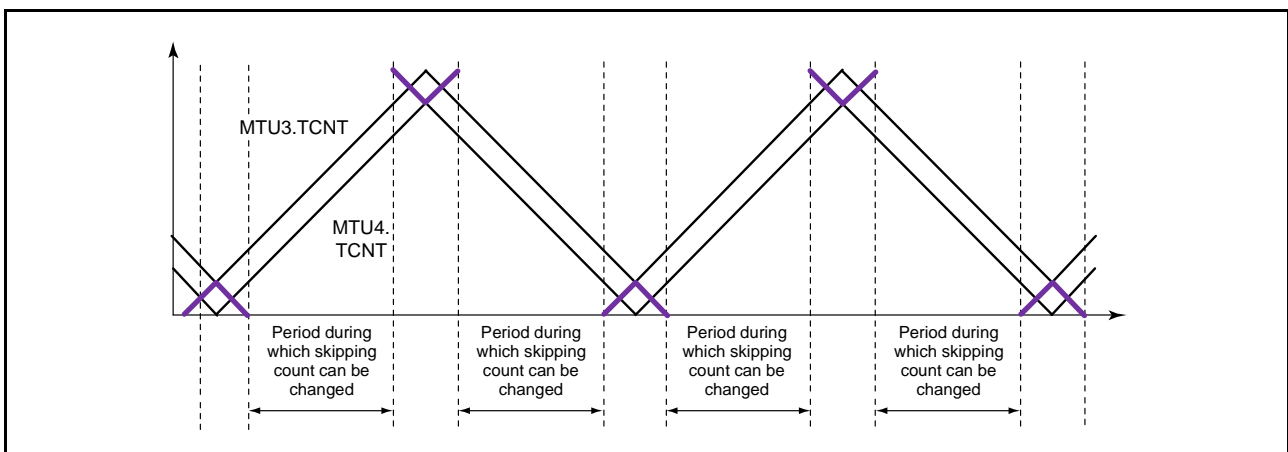 MTU3.TCNT
MTU4.
TCNT
Period during
which skipping
count can be
changed
Period during
which skipping
count can be
changed
Period during
which skipping
count can be
changed
Period during
which skipping
count can be
changed